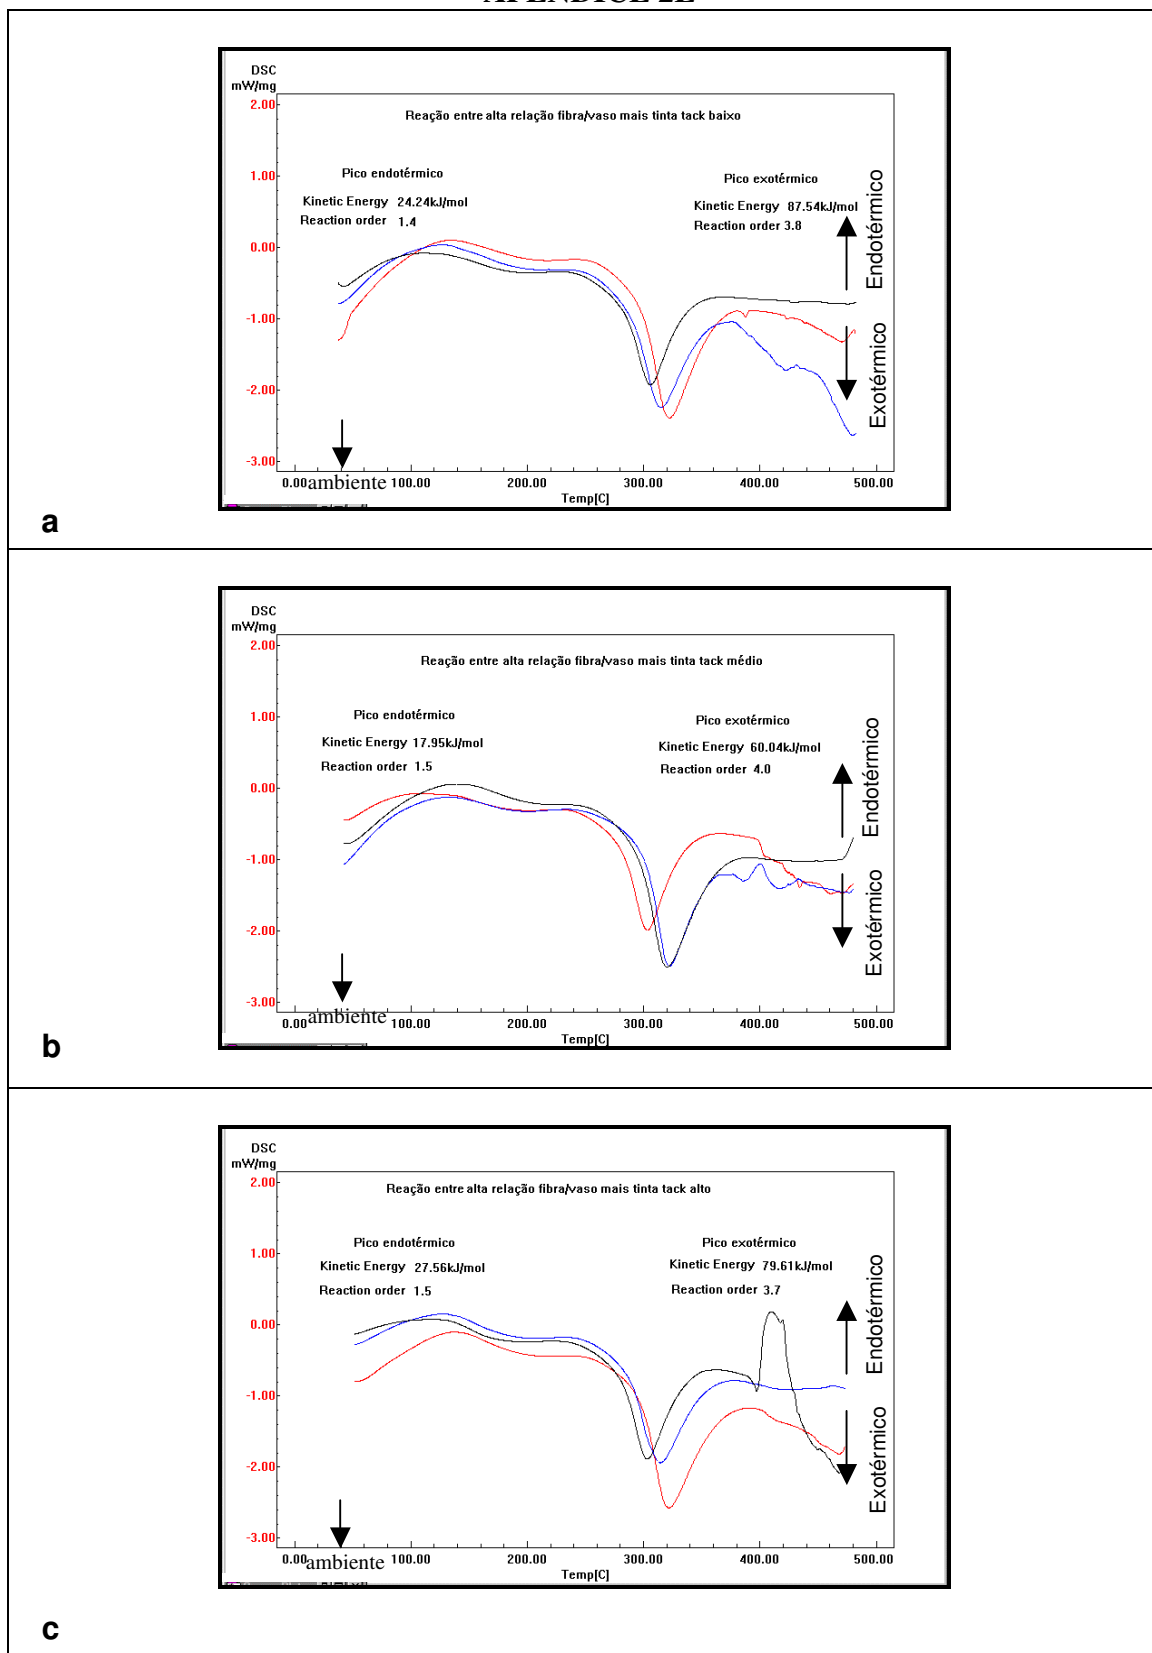 APÊNDICE 2E
DSC
mW/mg
2.00
Reação entre alta relação fibra/vaso mais tinta tack baixo
1.00
Pico endotérmico
Pico exotérmico
Kinetic Energy 24.24kJ/mol
Kinetic Energy 87.54kJ/mol
Reaction order 1.4
Reaction order 3.8
0.00
Endotérmico
-1.00
-2.00
Exotérmico
-3.00
0.00 ambiente 100.00 200.00 300.00 400.00 500.00
Temp[C]
a
DSC
mW/mg
2.00
Reação entre alta relação fibra/vaso mais tinta tack médio
1.00
Pico endotérmico
Pico exotérmico
Kinetic Energy 17.95kJ/mol
Kinetic Energy 60.04kJ/mol
Reaction order 1.5
Reaction order 4.0
0.00
Endotérmico
-1.00
-2.00
Exotérmico
-3.00
0.00 ambiente 100.00 200.00 300.00 400.00 500.00
Temp[C]
b
DSC
mW/mg
2.00
Reação entre alta relação fibra/vaso mais tinta tack alto
1.00
Pico endotérmico
Pico exotérmico
Kinetic Energy 27.56kJ/mol
Kinetic Energy 79.61kJ/mol
Reaction order 1.5
Reaction order 3.7
0.00
Endotérmico
-1.00
-2.00
Exotérmico
-3.00
0.00 ambiente 100.00 200.00 300.00 400.00 500.00
Temp[C]
c